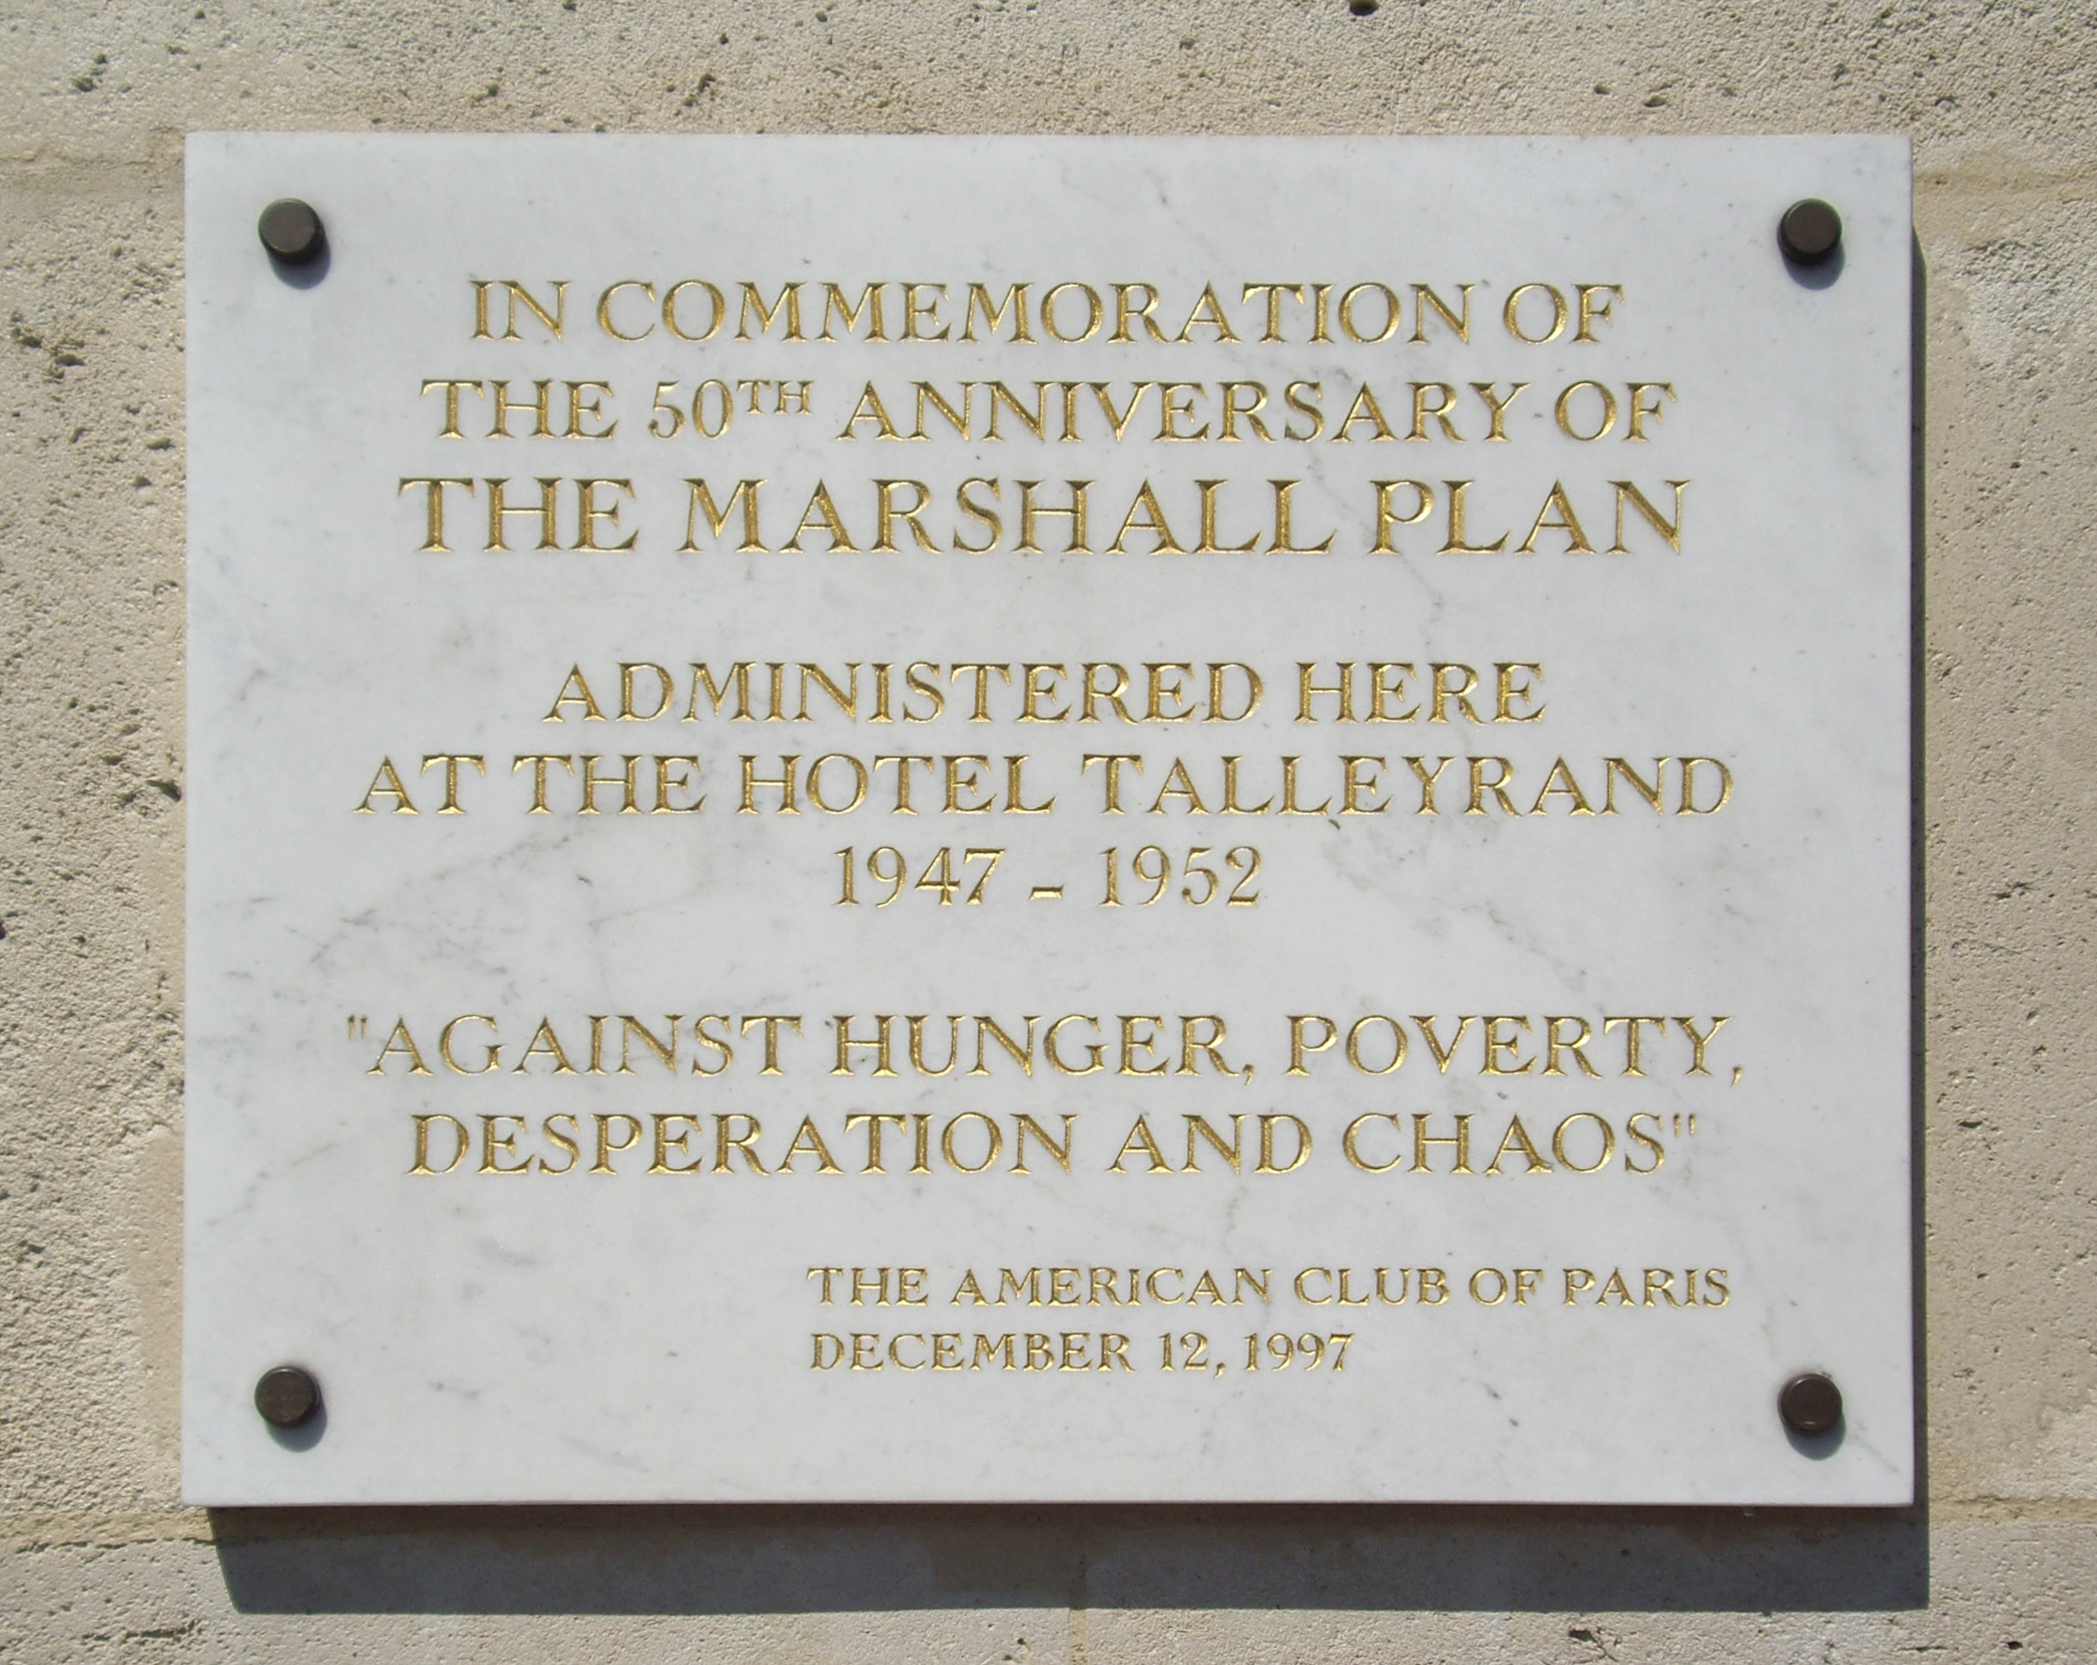 IN COMMEMORATION OF
THE 50TH ANNIVERSARY OF
THE MARSHALL PLAN
ADMINISTERED HERE
AT THE HOTEL TALLEYRAND
1947 - 1952
"AGAINST HUNGER, POVERTY,
DESPERATION AND CHAOS"
THE AMERICAN CLUB OF PARIS
DECEMBER 12, 1997